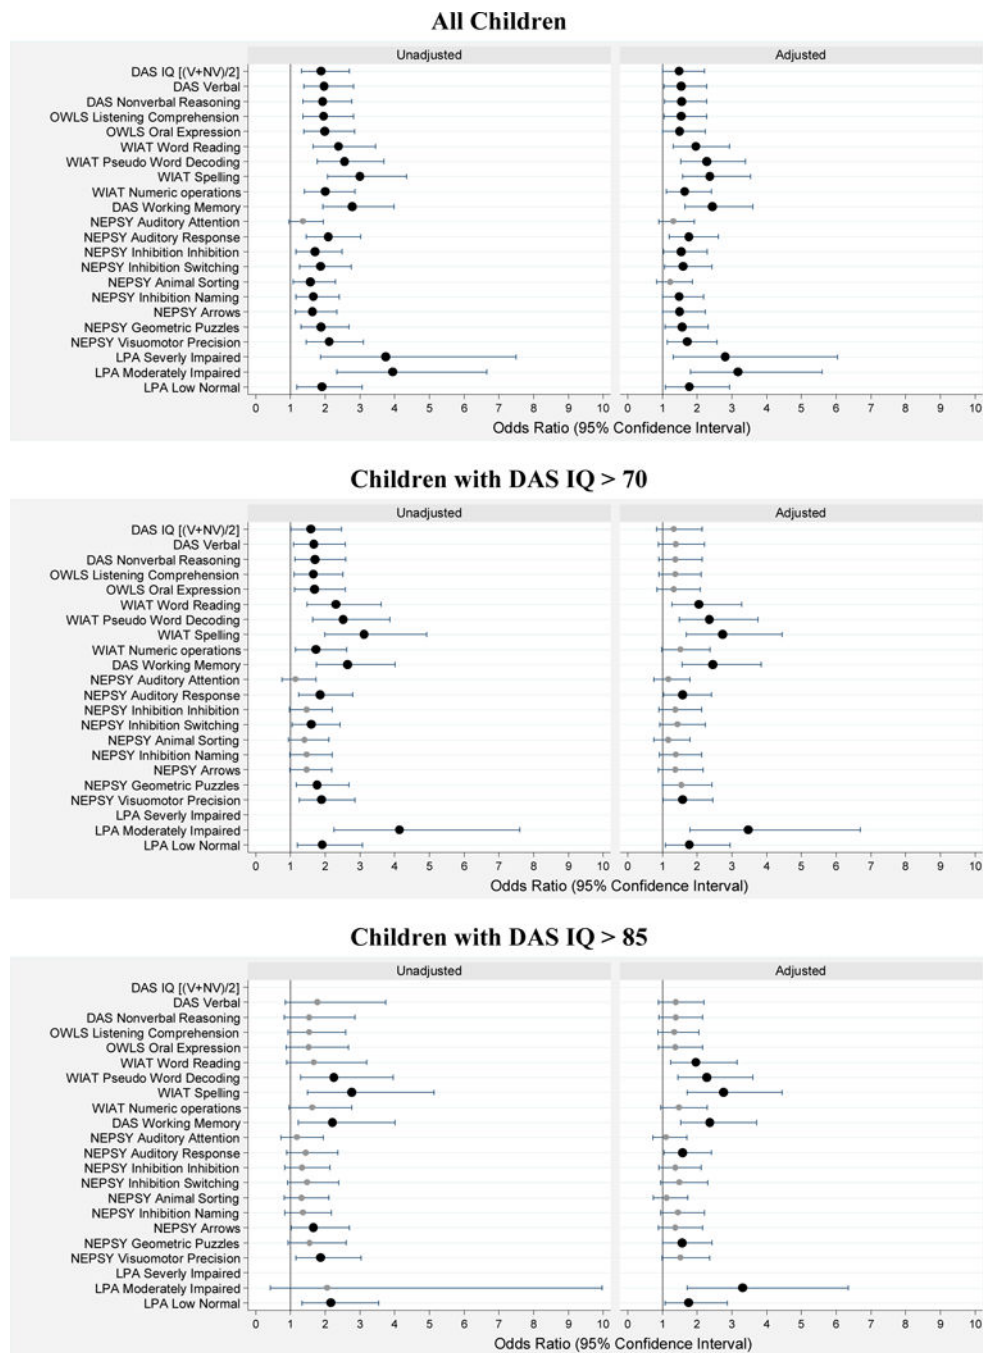 All Children
Unadjusted Adjusted
DAS IQ [(V+NV)/2]
DAS Verbal
DAS Nonverbal Reasoning
OWLS Listening Comprehension
OWLS Oral Expression
WIAT Word Reading
WIAT Pseudo Word Decoding
WIAT Spelling
WIAT Numeric operations
DAS Working Memory
NEPSY Auditory Attention
NEPSY Auditory Response
NEPSY Inhibition Inhibition
NEPSY Inhibition Switching
NEPSY Animal Sorting
NEPSY Inhibition Naming
NEPSY Arrows
NEPSY Geometric Puzzles
NEPSY Visuomotor Precision
LPA Severly Impaired
LPA Moderately Impaired
LPA Low Normal
0 1 2 3 4 5 6 7 8 9 10 0 1 2 3 4 5 6 7 8 9 10
Odds Ratio (95% Confidence Interval)
Children with DAS IQ > 70
Unadjusted Adjusted
DAS IQ [(V+NV)/2]
DAS Verbal
DAS Nonverbal Reasoning
OWLS Listening Comprehension
OWLS Oral Expression
WIAT Word Reading
WIAT Pseudo Word Decoding
WIAT Spelling
WIAT Numeric operations
DAS Working Memory
NEPSY Auditory Attention
NEPSY Auditory Response
NEPSY Inhibition Inhibition
NEPSY Inhibition Switching
NEPSY Animal Sorting
NEPSY Inhibition Naming
NEPSY Arrows
NEPSY Geometric Puzzles
NEPSY Visuomotor Precision
LPA Severly Impaired
LPA Moderately Impaired
LPA Low Normal
0 1 2 3 4 5 6 7 8 9 10 0 1 2 3 4 5 6 7 8 9 10
Odds Ratio (95% Confidence Interval)
Children with DAS IQ > 85
Unadjusted Adjusted
DAS IQ [(V+NV)/2]
DAS Verbal
DAS Nonverbal Reasoning
OWLS Listening Comprehension
OWLS Oral Expression
WIAT Word Reading
WIAT Pseudo Word Decoding
WIAT Spelling
WIAT Numeric operations
DAS Working Memory
NEPSY Auditory Attention
NEPSY Auditory Response
NEPSY Inhibition Inhibition
NEPSY Inhibition Switching
NEPSY Animal Sorting
NEPSY Inhibition Naming
NEPSY Arrows
NEPSY Geometric Puzzles
NEPSY Visuomotor Precision
LPA Severly Impaired
LPA Moderately Impaired
LPA Low Normal
0 1 2 3 4 5 6 7 8 9 10 0 1 2 3 4 5 6 7 8 9 10
Odds Ratio (95% Confidence Interval)